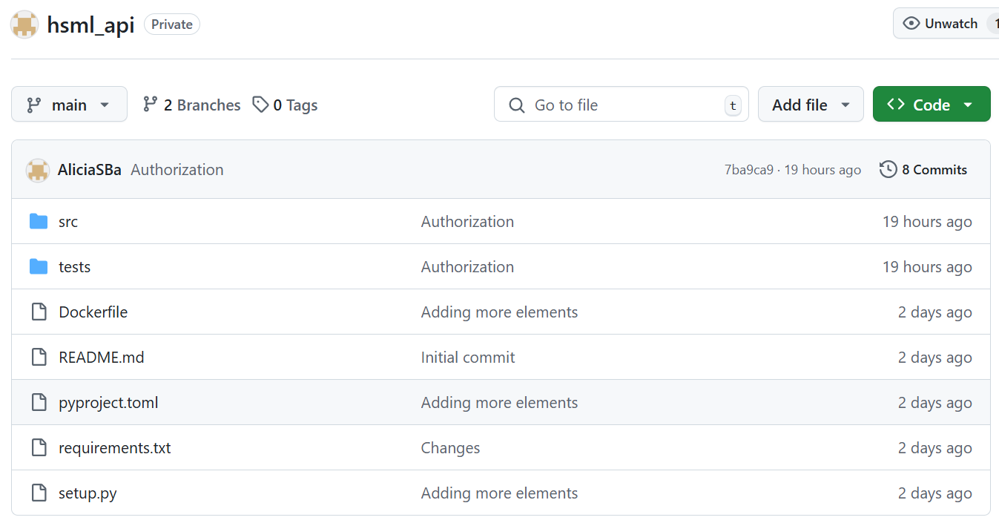 hsml_api Private Unwatch 1
main 2 Branches 0 Tags Go to file t Add file Code
AliciaSBa Authorization 7ba9ca9 · 19 hours ago 8 Commits
src Authorization 19 hours ago
tests Authorization 19 hours ago
Dockerfile Adding more elements 2 days ago
README.md Initial commit 2 days ago
pyproject.toml Adding more elements 2 days ago
requirements.txt Changes 2 days ago
setup.py Adding more elements 2 days ago